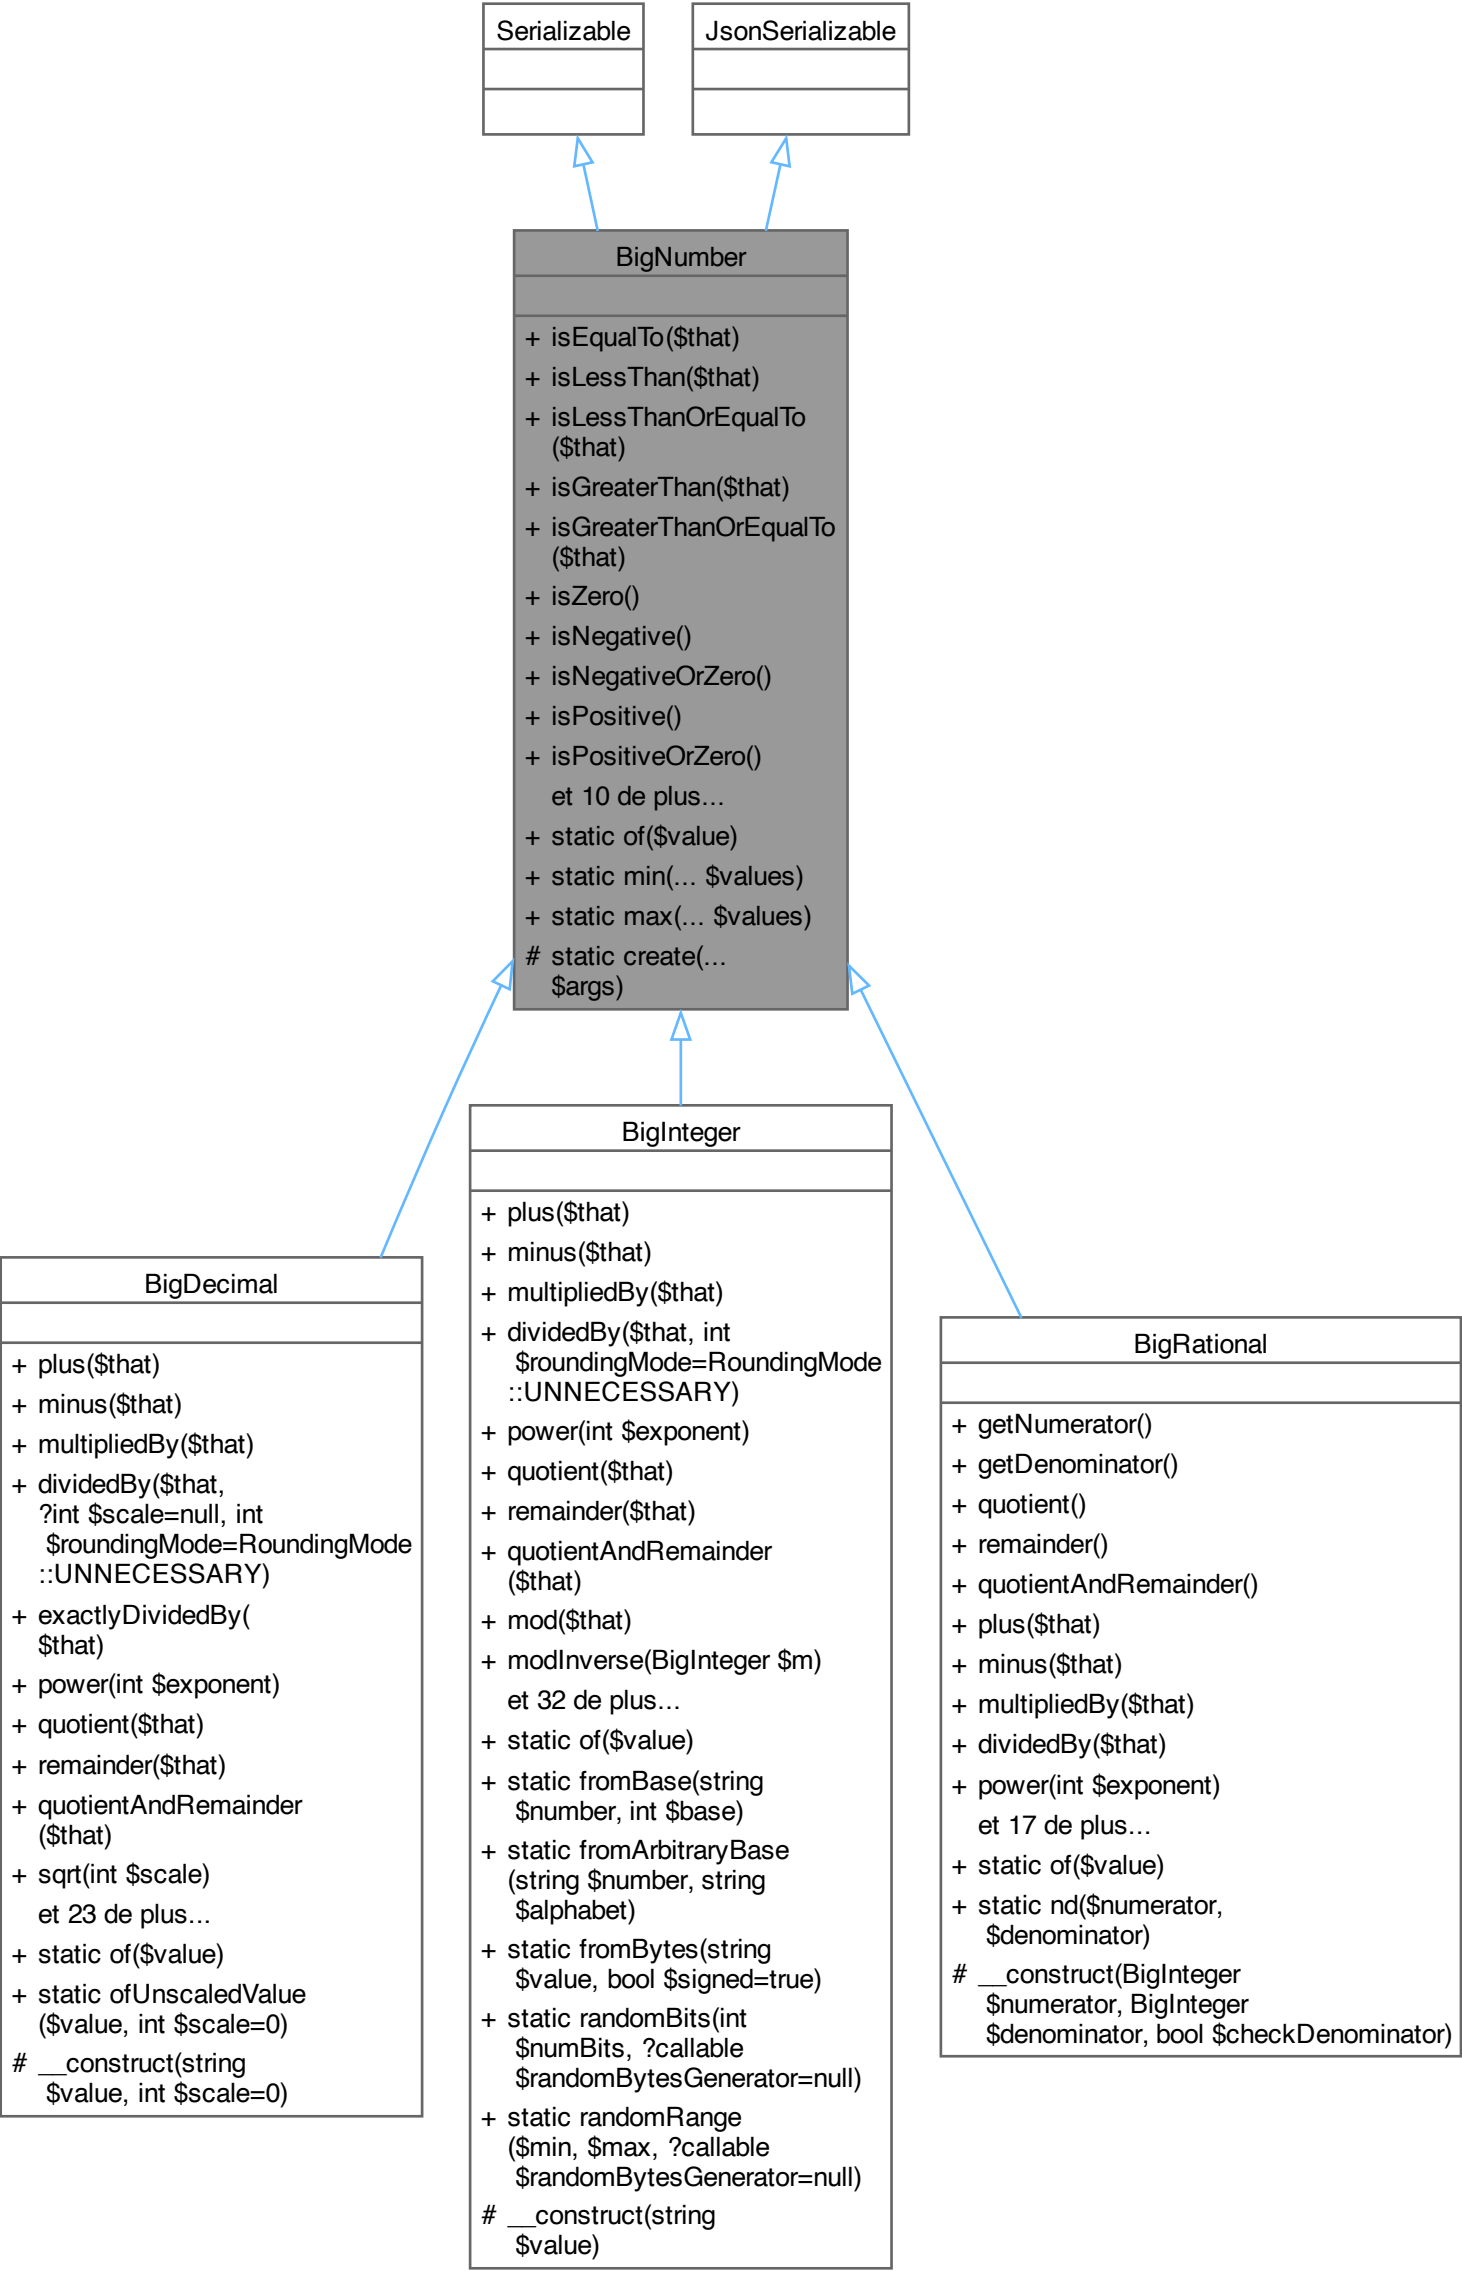 Serializable
JsonSerializable
BigNumber
+ isEqualTo($that)
+ isLessThan($that)
+ isLessThanOrEqualTo
($that)
+ isGreaterThan($that)
+ isGreaterThanOrEqualTo
($that)
+ isZero()
+ isNegative()
+ isNegativeOrZero()
+ isPositive()
+ isPositiveOrZero()
et 10 de plus...
+ static of($value)
+ static min(... $values)
+ static max(... $values)
# static create(...
$args)
BigDecimal
+ plus($that)
+ minus($that)
+ multipliedBy($that)
+ dividedBy($that,
?int $scale=null, int
$roundingMode=RoundingMode
::UNNECESSARY)
+ exactlyDividedBy(
$that)
+ power(int $exponent)
+ quotient($that)
+ remainder($that)
+ quotientAndRemainder
($that)
+ sqrt(int $scale)
et 23 de plus...
+ static of($value)
+ static ofUnscaledValue
($value, int $scale=0)
# __construct(string
$value, int $scale=0)
BigInteger
+ plus($that)
+ minus($that)
+ multipliedBy($that)
+ dividedBy($that, int
$roundingMode=RoundingMode
::UNNECESSARY)
+ power(int $exponent)
+ quotient($that)
+ remainder($that)
+ quotientAndRemainder
($that)
+ mod($that)
+ modInverse(BigInteger $m)
et 32 de plus...
+ static of($value)
+ static fromBase(string
$number, int $base)
+ static fromArbitraryBase
(string $number, string
$alphabet)
+ static fromBytes(string
$value, bool $signed=true)
+ static randomBits(int
$numBits, ?callable
$randomBytesGenerator=null)
+ static randomRange
($min, $max, ?callable
$randomBytesGenerator=null)
# __construct(string
$value)
BigRational
+ getNumerator()
+ getDenominator()
+ quotient()
+ remainder()
+ quotientAndRemainder()
+ plus($that)
+ minus($that)
+ multipliedBy($that)
+ dividedBy($that)
+ power(int $exponent)
et 17 de plus...
+ static of($value)
+ static nd($numerator,
$denominator)
# __construct(BigInteger
$numerator, BigInteger
$denominator, bool $checkDenominator)